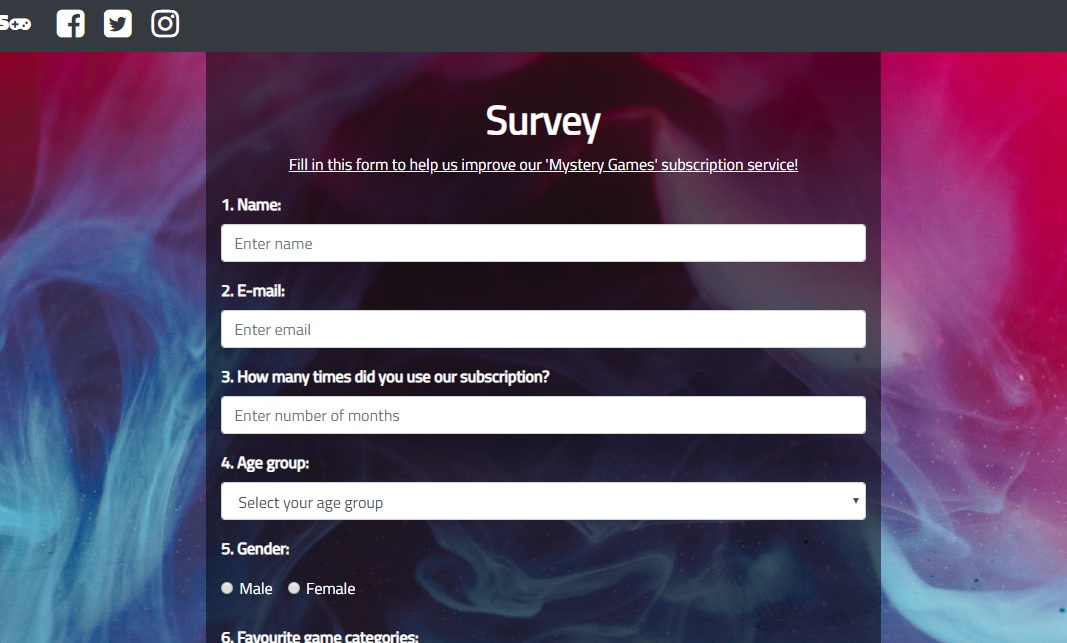 Survey
Fill in this form to help us improve our 'Mystery Games' subscription service!
1. Name:
Enter name
2. E-mail:
Enter email
3. How many times did you use our subscription?
Enter number of months
4. Age group:
Select your age group
5. Gender:
Male Female
6. Favourite game categories: